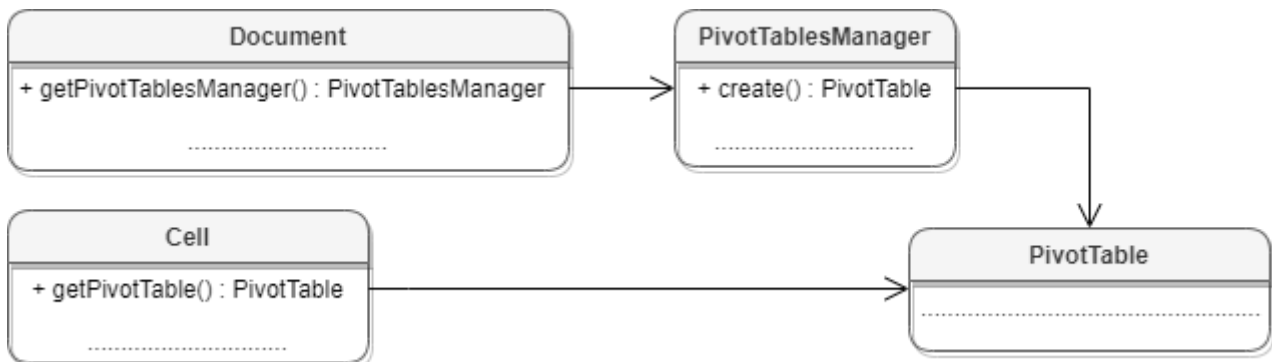 Document
+ getPivotTablesManager() : PivotTablesManager
PivotTablesManager
+ create() : PivotTable
Cell
+ getPivotTable() : PivotTable
PivotTable